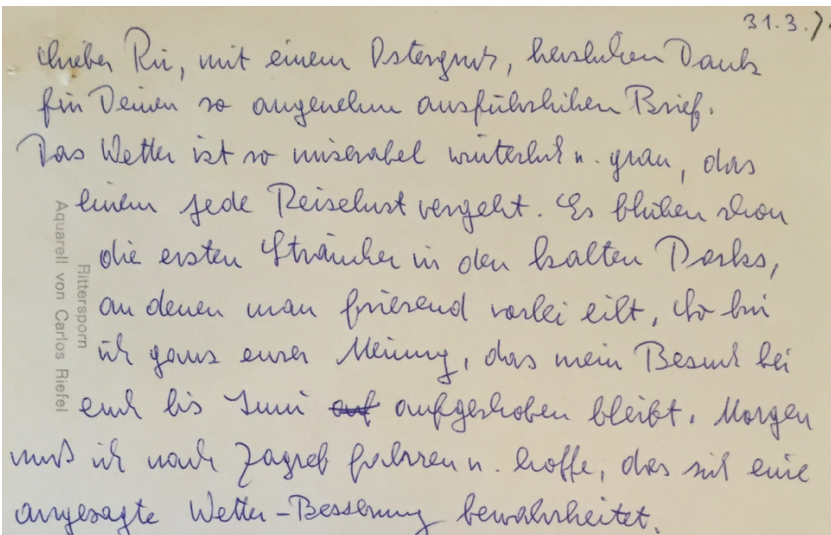 31.3.7
Lieber Ri, mit einem Ostergruß, herzlichen Dank
für Deinen so angenehm ausführlichen Brief.
Das Wetter ist so miserabel winterlich u. grau, das
einem jede Reiselust vergeht. Es blühen schon
die ersten Sträucher in den kalten Parks,
an denen man frierend vorbei eilt, So bin
ich ganz eurer Meinung, das mein Besuch bei
euch bis Juni auf aufgeschoben bleibt. Morgen
muß ich nach Zagreb fahren u. hoffe, das sich eure
angesagte Wetter-Besserung bewahrheitet.
Rittersporn
Aquarell von Carlos Riefel